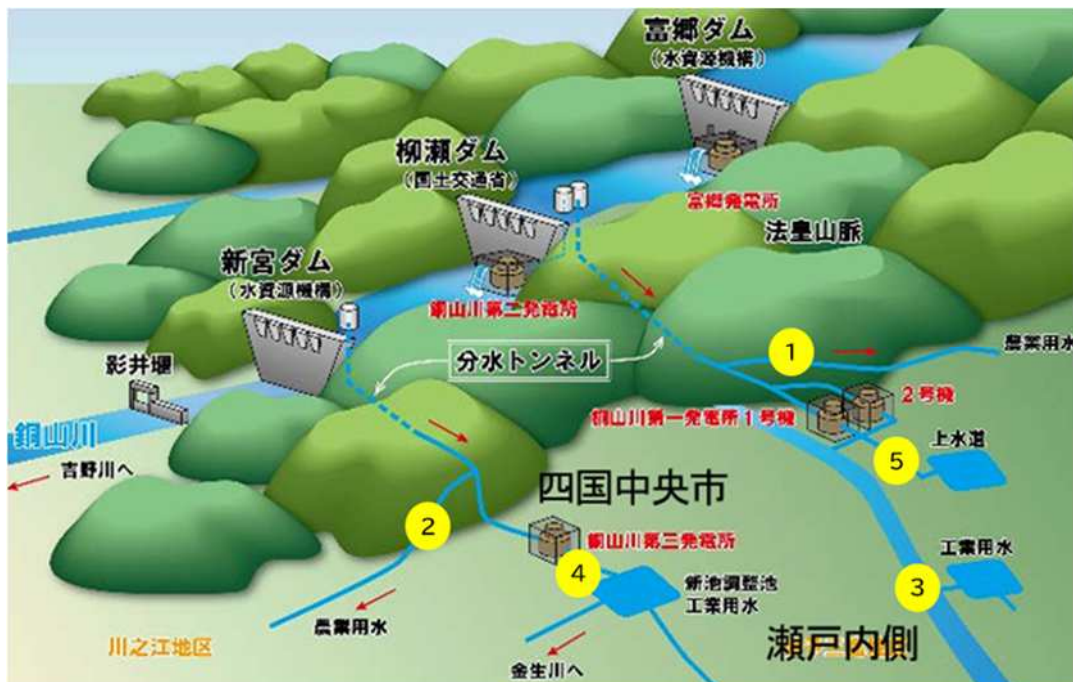 富郷ダム
（水資源機構）
柳瀬ダム
（国土交通省）
富郷発電所
法皇山脈
新宮ダム
（水資源機構）
銅山川第二発電所
影井堰
分水トンネル
1
農業用水
2号機
銅山川第一発電所1号機
銅山川
吉野川へ
5
上水道
四国中央市
2
銅山川第三発電所
4
工業用水
新池調整池
工業用水
3
農業用水
川之江地区
金生川へ
瀬戸内側